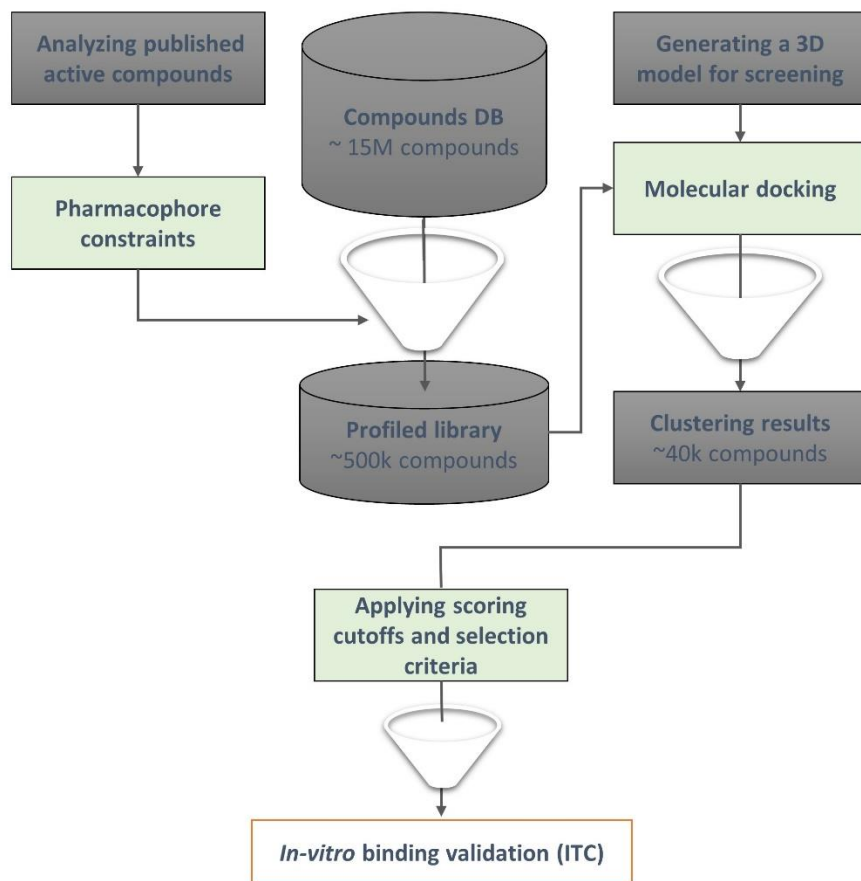 Analyzing published
active compounds
Compounds DB
~ 15M compounds
Generating a 3D
model for screening
Pharmacophore
constraints
Molecular docking
Profiled library
~500k compounds
Clustering results
~40k compounds
Applying scoring
cutoffs and selection
criteria
In-vitro binding validation (ITC)